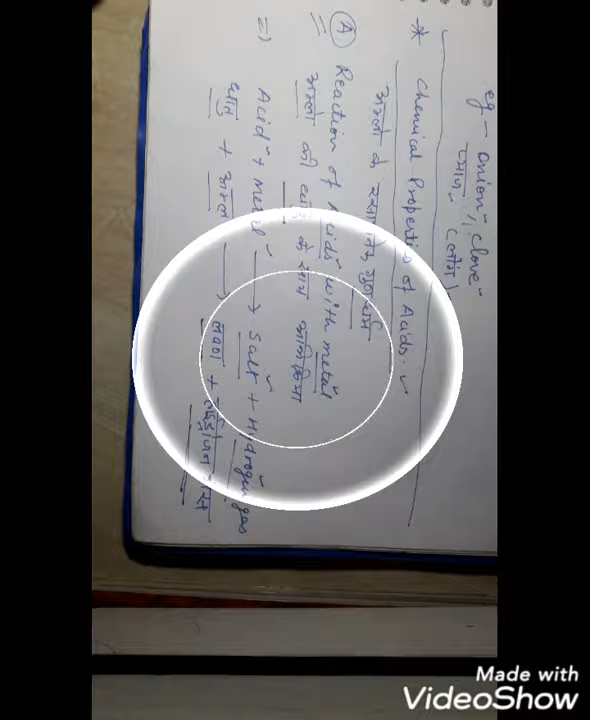 eg - Onion, Clove
प्याज, (लौंग)
* Chemical Properties of Acids.
अम्लों के रासायनिक गुणधर्म
(A) Reaction of Acids with metal
अम्लों की धातु के साथ अभिक्रिया
=) Acid + Metal → Salt + Hydrogen gas
धातु + अम्ल → लवण + हाइड्रोजन गैस
Made with
VideoShow